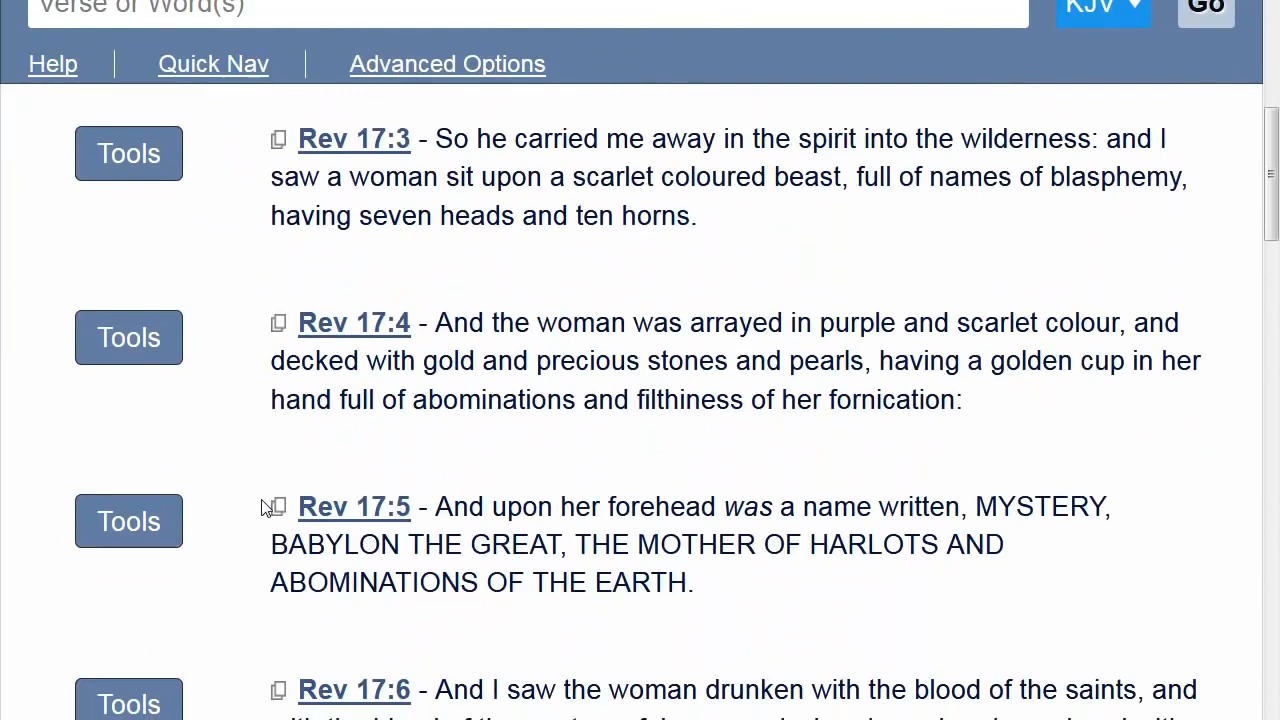 Verse or Word(s)
KJV
Go
Help
Quick Nav
Advanced Options
Tools
Rev 17:3 - So he carried me away in the spirit into the wilderness: and I
saw a woman sit upon a scarlet coloured beast, full of names of blasphemy,
having seven heads and ten horns.
Tools
Rev 17:4 - And the woman was arrayed in purple and scarlet colour, and
decked with gold and precious stones and pearls, having a golden cup in her
hand full of abominations and filthiness of her fornication:
Tools
Rev 17:5 - And upon her forehead was a name written, MYSTERY,
BABYLON THE GREAT, THE MOTHER OF HARLOTS AND
ABOMINATIONS OF THE EARTH.
Tools
Rev 17:6 - And I saw the woman drunken with the blood of the saints, and